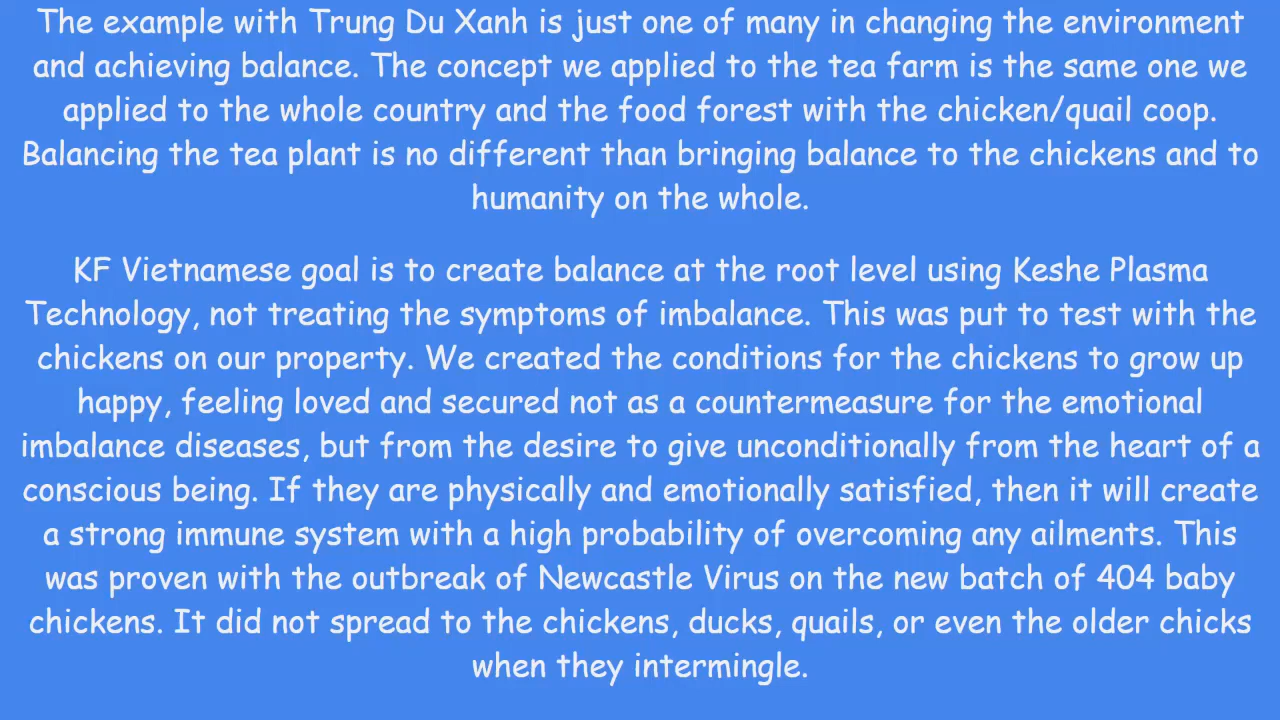 The example with Trung Du Xanh is just one of many in changing the environment
and achieving balance. The concept we applied to the tea farm is the same one we
applied to the whole country and the food forest with the chicken/quail coop.
Balancing the tea plant is no different than bringing balance to the chickens and to
humanity on the whole.
KF Vietnamese goal is to create balance at the root level using Keshe Plasma
Technology, not treating the symptoms of imbalance. This was put to test with the
chickens on our property. We created the conditions for the chickens to grow up
happy, feeling loved and secured not as a countermeasure for the emotional
imbalance diseases, but from the desire to give unconditionally from the heart of a
conscious being. If they are physically and emotionally satisfied, then it will create
a strong immune system with a high probability of overcoming any ailments. This
was proven with the outbreak of Newcastle Virus on the new batch of 404 baby
chickens. It did not spread to the chickens, ducks, quails, or even the older chicks
when they intermingle.